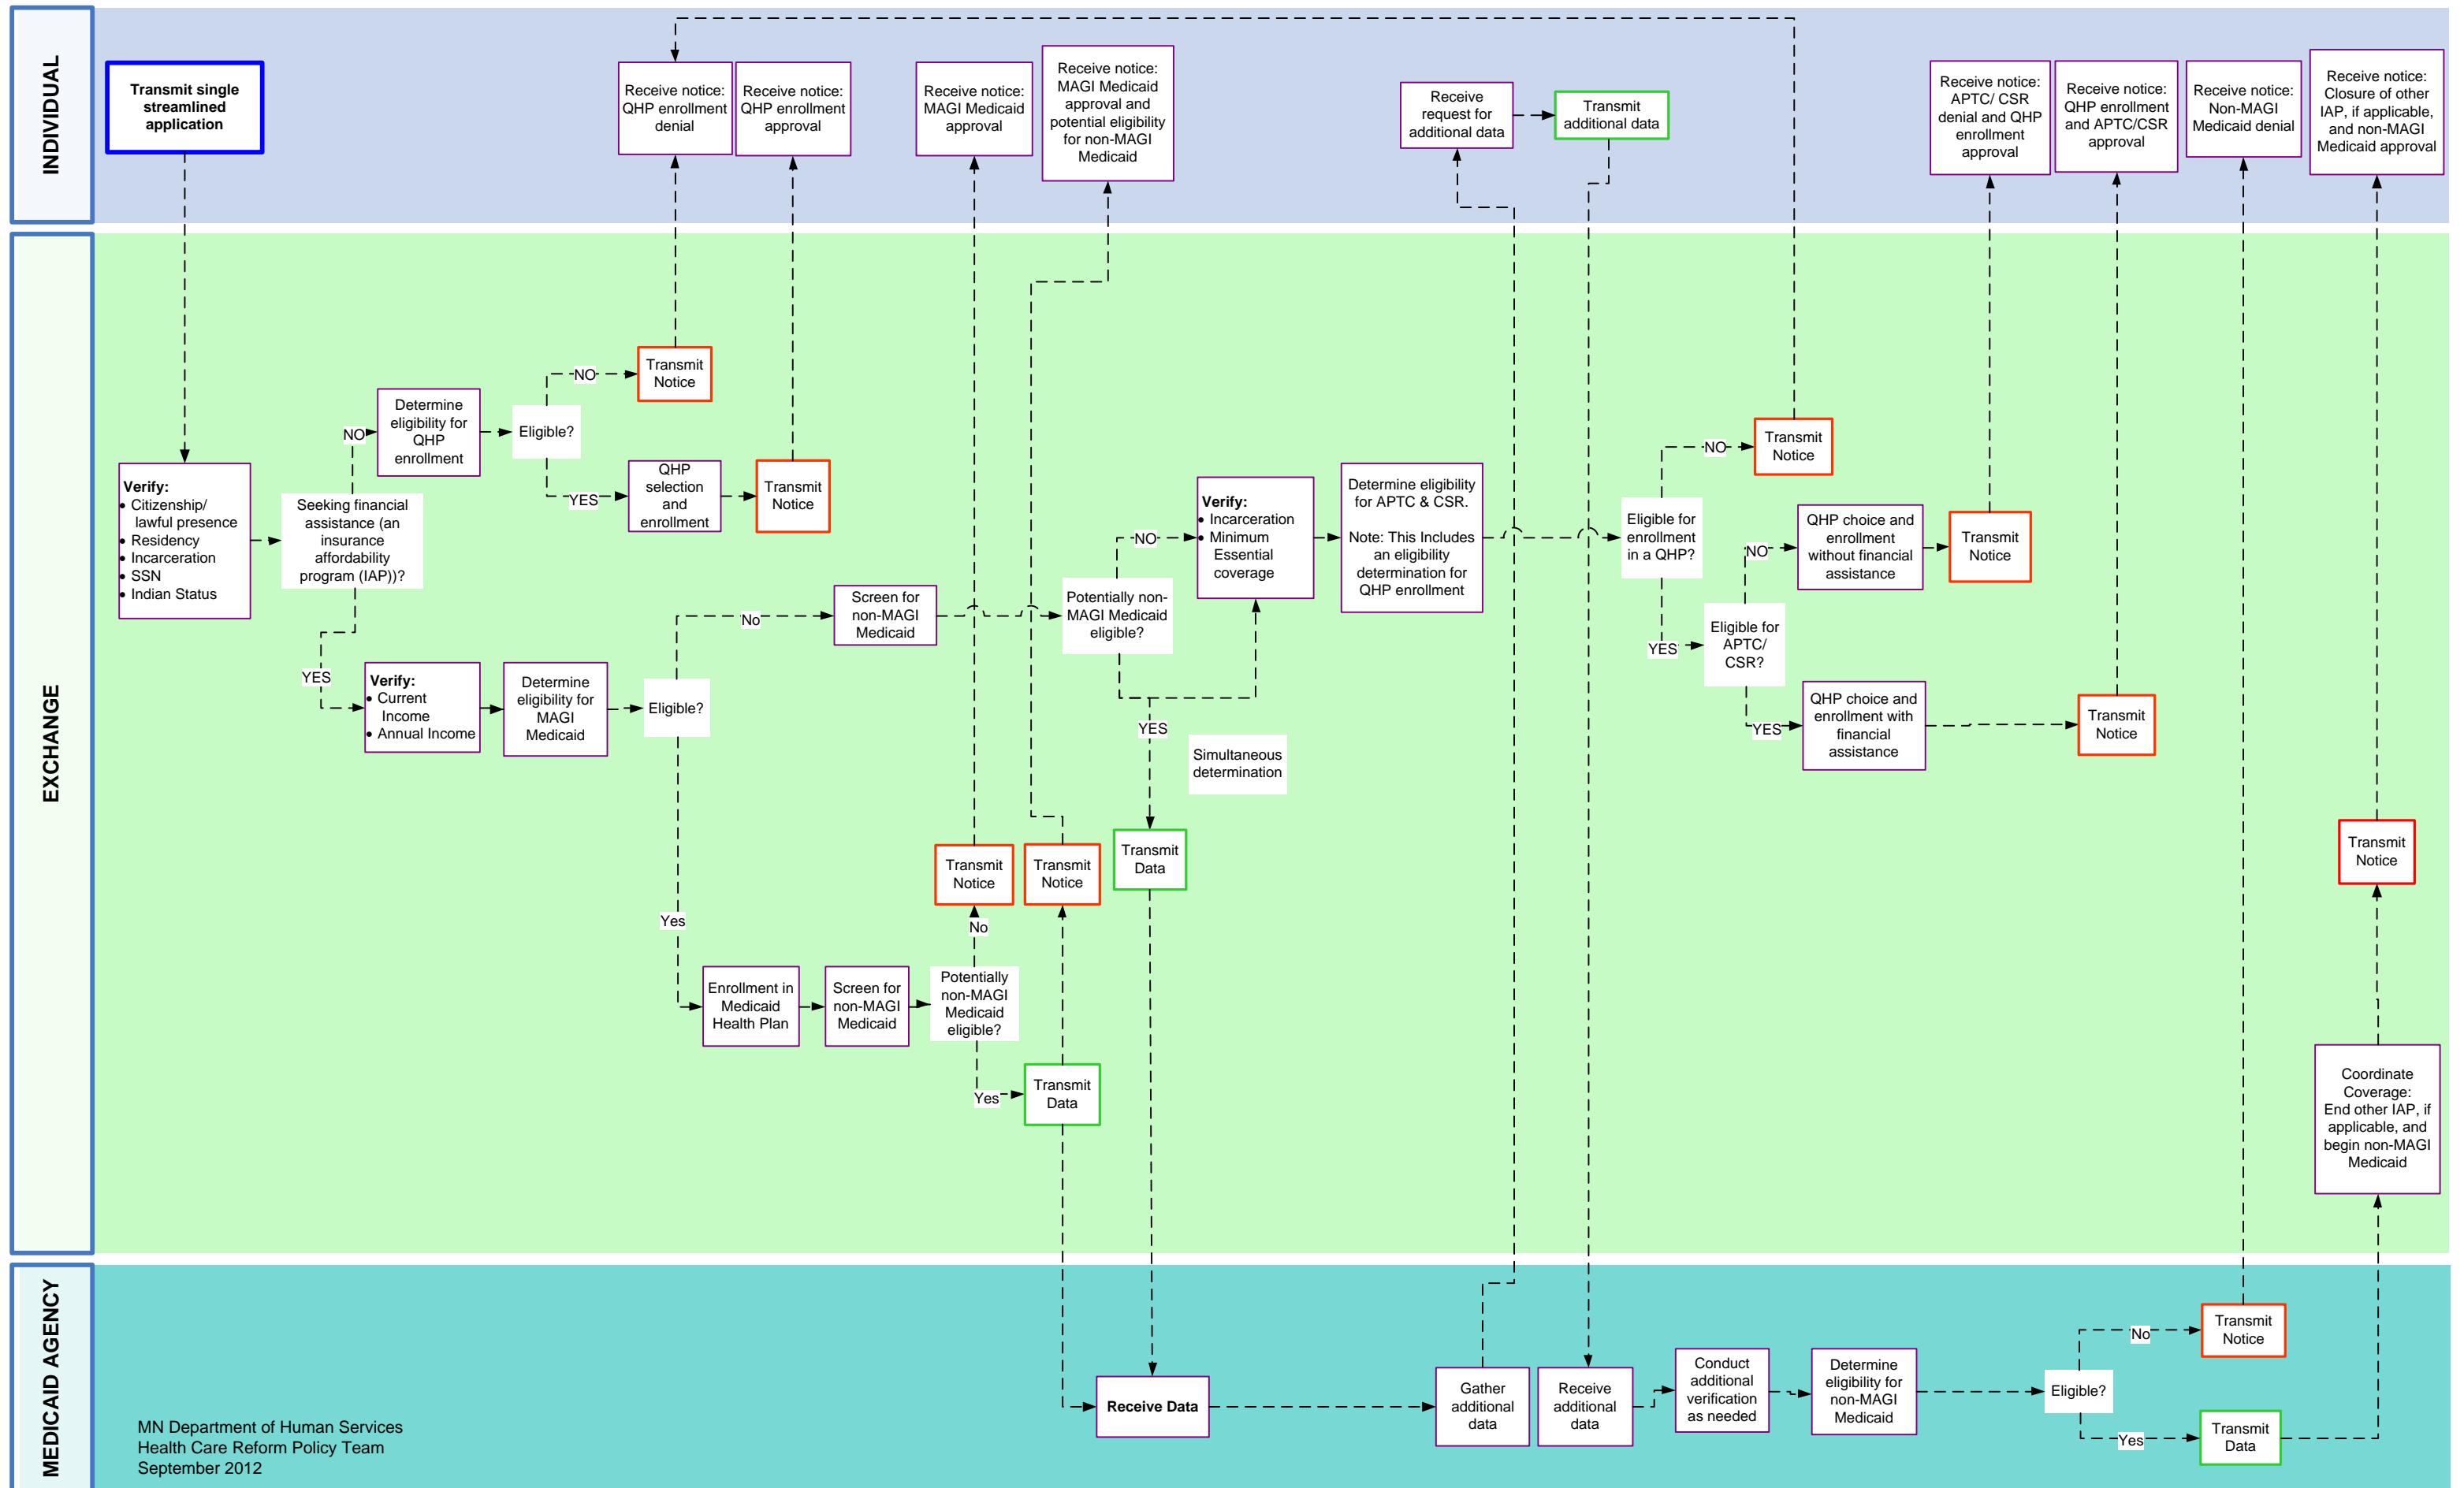 INDIVIDUAL
Transmit single
streamlined
application
Receive notice:
QHP enrollment
denial
Receive notice:
QHP enrollment
approval
Receive notice:
MAGI Medicaid
approval
Receive notice:
MAGI Medicaid
approval and
potential eligibility
for non-MAGI
Medicaid
Receive
request for
additional data
Transmit
additional data
Receive notice:
APTC/ CSR
denial and QHP
enrollment
approval
Receive notice:
QHP enrollment
and APTC/CSR
approval
Receive notice:
Non-MAGI
Medicaid denial
Receive notice:
Closure of other
IAP, if applicable,
and non-MAGI
Medicaid approval
EXCHANGE
Verify:
• Citizenship/
lawful presence
• Residency
• Incarceration
• SSN
• Indian Status
Seeking financial
assistance (an
insurance
affordability
program (IAP))?
NO
Determine
eligibility for
QHP
enrollment
Eligible?
NO
Transmit
Notice
YES
QHP
selection
and
enrollment
Transmit
Notice
YES
Verify:
• Current
Income
• Annual Income
Determine
eligibility for
MAGI
Medicaid
Eligible?
No
Screen for
non-MAGI
Medicaid
Potentially non-
MAGI Medicaid
eligible?
NO
Verify:
• Incarceration
• Minimum
Essential
coverage
Determine eligibility
for APTC & CSR.
Note: This Includes
an eligibility
determination for
QHP enrollment
Eligible for
enrollment
in a QHP?
NO
Transmit
Notice
YES
Eligible for
APTC/
CSR?
NO
QHP choice and
enrollment
without financial
assistance
Transmit
Notice
YES
QHP choice and
enrollment with
financial
assistance
Transmit
Notice
YES
Simultaneous
determination
Transmit
Data
Yes
Enrollment in
Medicaid
Health Plan
Screen for
non-MAGI
Medicaid
Potentially
non-MAGI
Medicaid
eligible?
No
Transmit
Notice
Transmit
Notice
Yes
Transmit
Data
Transmit
Notice
Coordinate
Coverage:
End other IAP, if
applicable, and
begin non-MAGI
Medicaid
MEDICAID AGENCY
MN Department of Human Services
Health Care Reform Policy Team
September 2012
Receive Data
Gather
additional
data
Receive
additional
data
Conduct
additional
verification
as needed
Determine
eligibility for
non-MAGI
Medicaid
Eligible?
No
Transmit
Notice
Yes
Transmit
Data